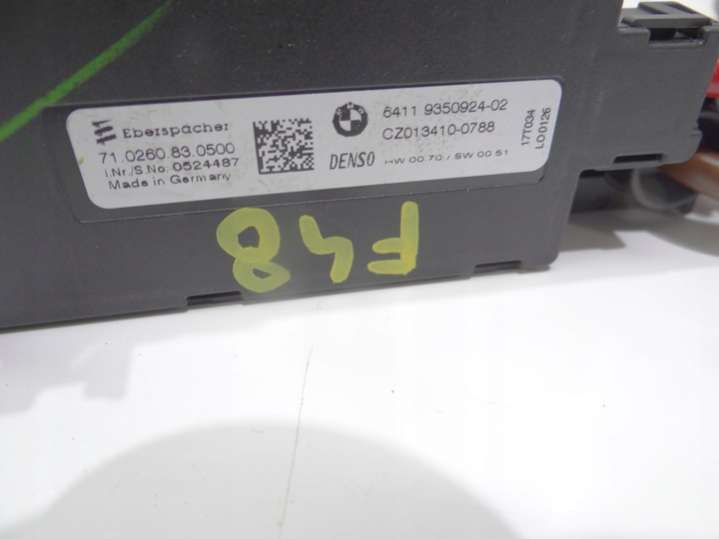 Eberspächer
71.0260.83.0500
I.Nr./S.No. 0524487
Made in Germany
BMW
DENSO
6411 9350924-02
CZ013410-0788
HW 00.70 / SW 00.51
17T034
LO0126
F48